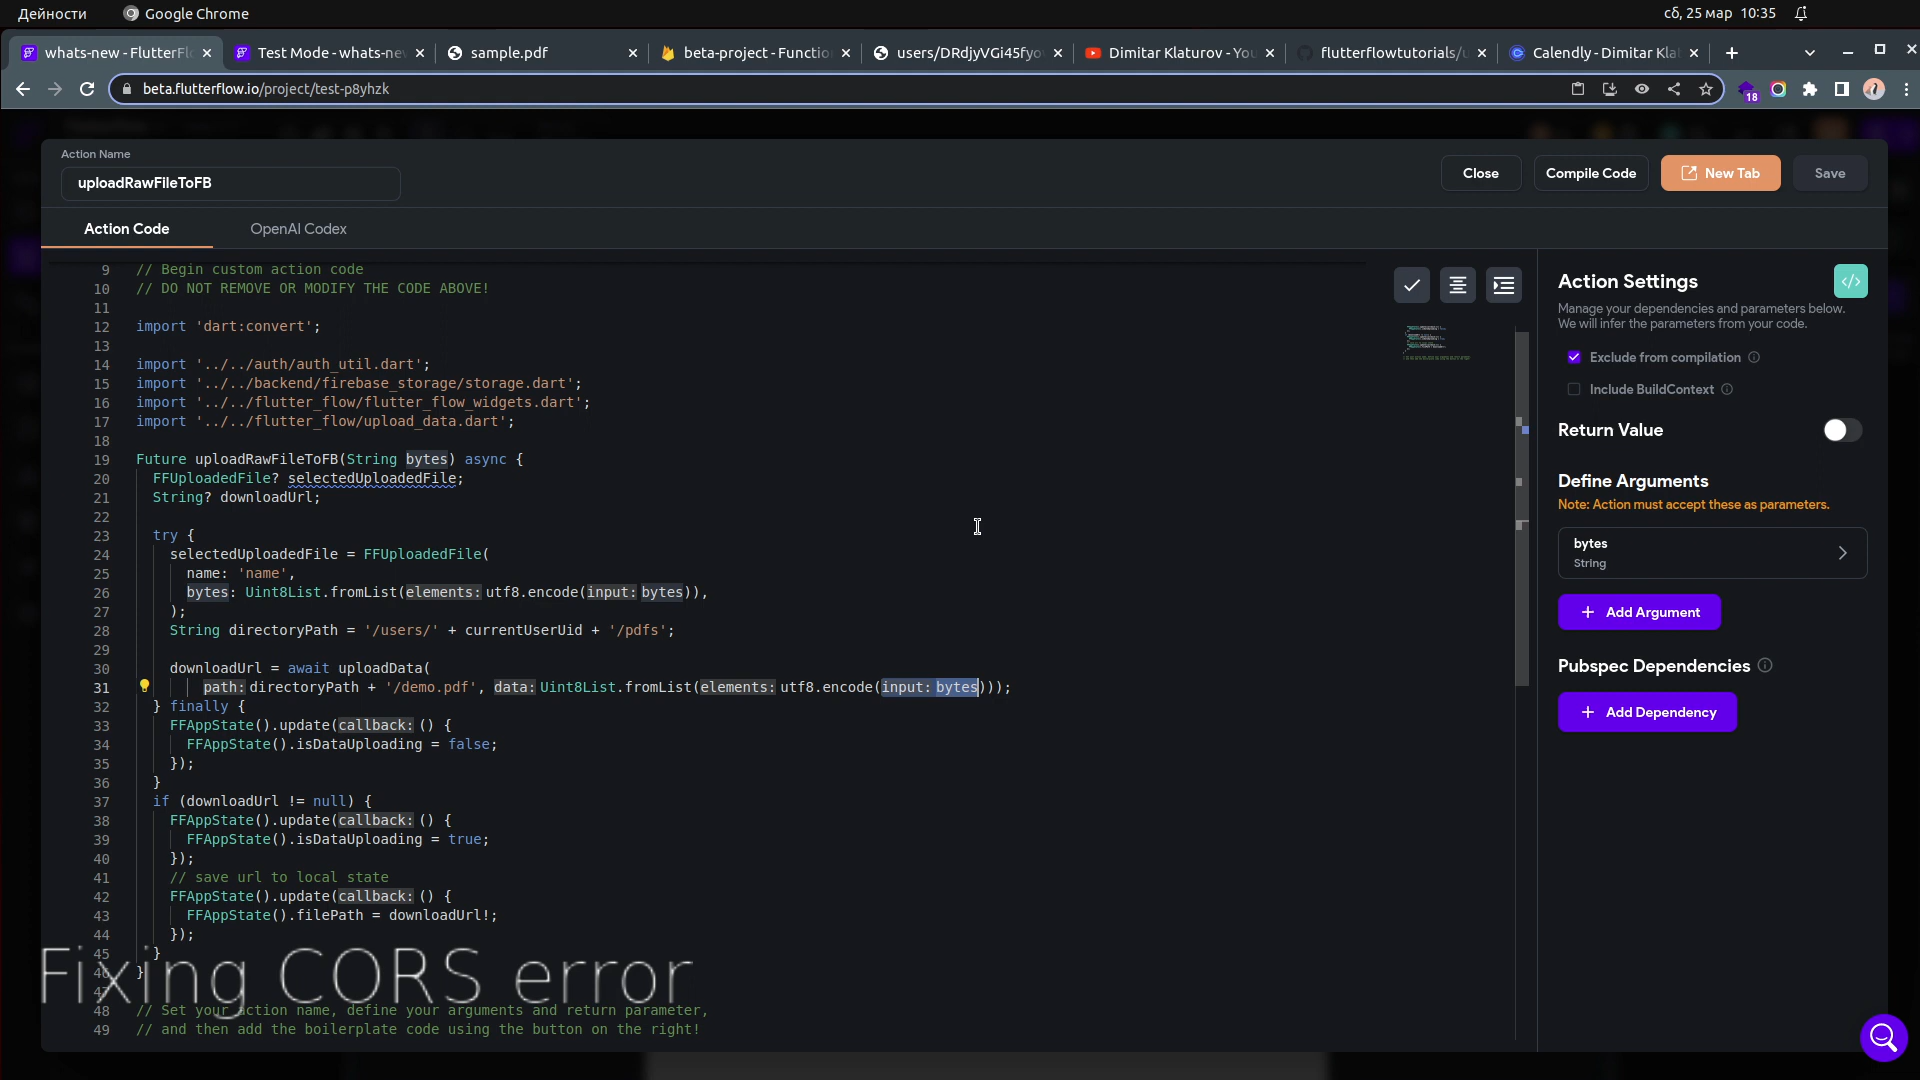 Дейности
Google Chrome
сб, 25 мар 10:35
whats-new - FlutterFl
Test Mode - whats-ne
sample.pdf
beta-project - Functio
users/DRdjyVGi45fyo
Dimitar Klaturov - You
flutterflowtutorials/u
Calendly - Dimitar Kla
beta.flutterflow.io/project/test-p8yhzk
18
Action Name
uploadRawFileToFB
Close
Compile Code
New Tab
Save
Action Code
OpenAI Codex
9 // Begin custom action code
10 // DO NOT REMOVE OR MODIFY THE CODE ABOVE!
11
12 import 'dart:convert';
13
14 import '../../auth/auth_util.dart';
15 import '../../backend/firebase_storage/storage.dart';
16 import '../../flutter_flow/flutter_flow_widgets.dart';
17 import '../../flutter_flow/upload_data.dart';
18
19 Future uploadRawFileToFB(String bytes) async {
20 FFUploadedFile? selectedUploadedFile;
21 String? downloadUrl;
22
23 try {
24 selectedUploadedFile = FFUploadedFile(
25 name: 'name',
26 bytes: Uint8List.fromList(elements: utf8.encode(input: bytes)),
27 );
28 String directoryPath = '/users/' + currentUserUid + '/pdfs';
29
30 downloadUrl = await uploadData(
31 path: directoryPath + '/demo.pdf', data: Uint8List.fromList(elements: utf8.encode(input: bytes)));
32 } finally {
33 FFAppState().update(callback: () {
34 FFAppState().isDataUploading = false;
35 });
36 }
37 if (downloadUrl != null) {
38 FFAppState().update(callback: () {
39 FFAppState().isDataUploading = true;
40 });
41 // save url to local state
42 FFAppState().update(callback: () {
43 FFAppState().filePath = downloadUrl!;
44 });
45 }
46 }
47
48 // Set your action name, define your arguments and return parameter,
49 // and then add the boilerplate code using the button on the right!
Fixing CORS error
Action Settings
Manage your dependencies and parameters below.
We will infer the parameters from your code.
Exclude from compilation
Include BuildContext
Return Value
Define Arguments
Note: Action must accept these as parameters.
bytes
String
+ Add Argument
Pubspec Dependencies
+ Add Dependency